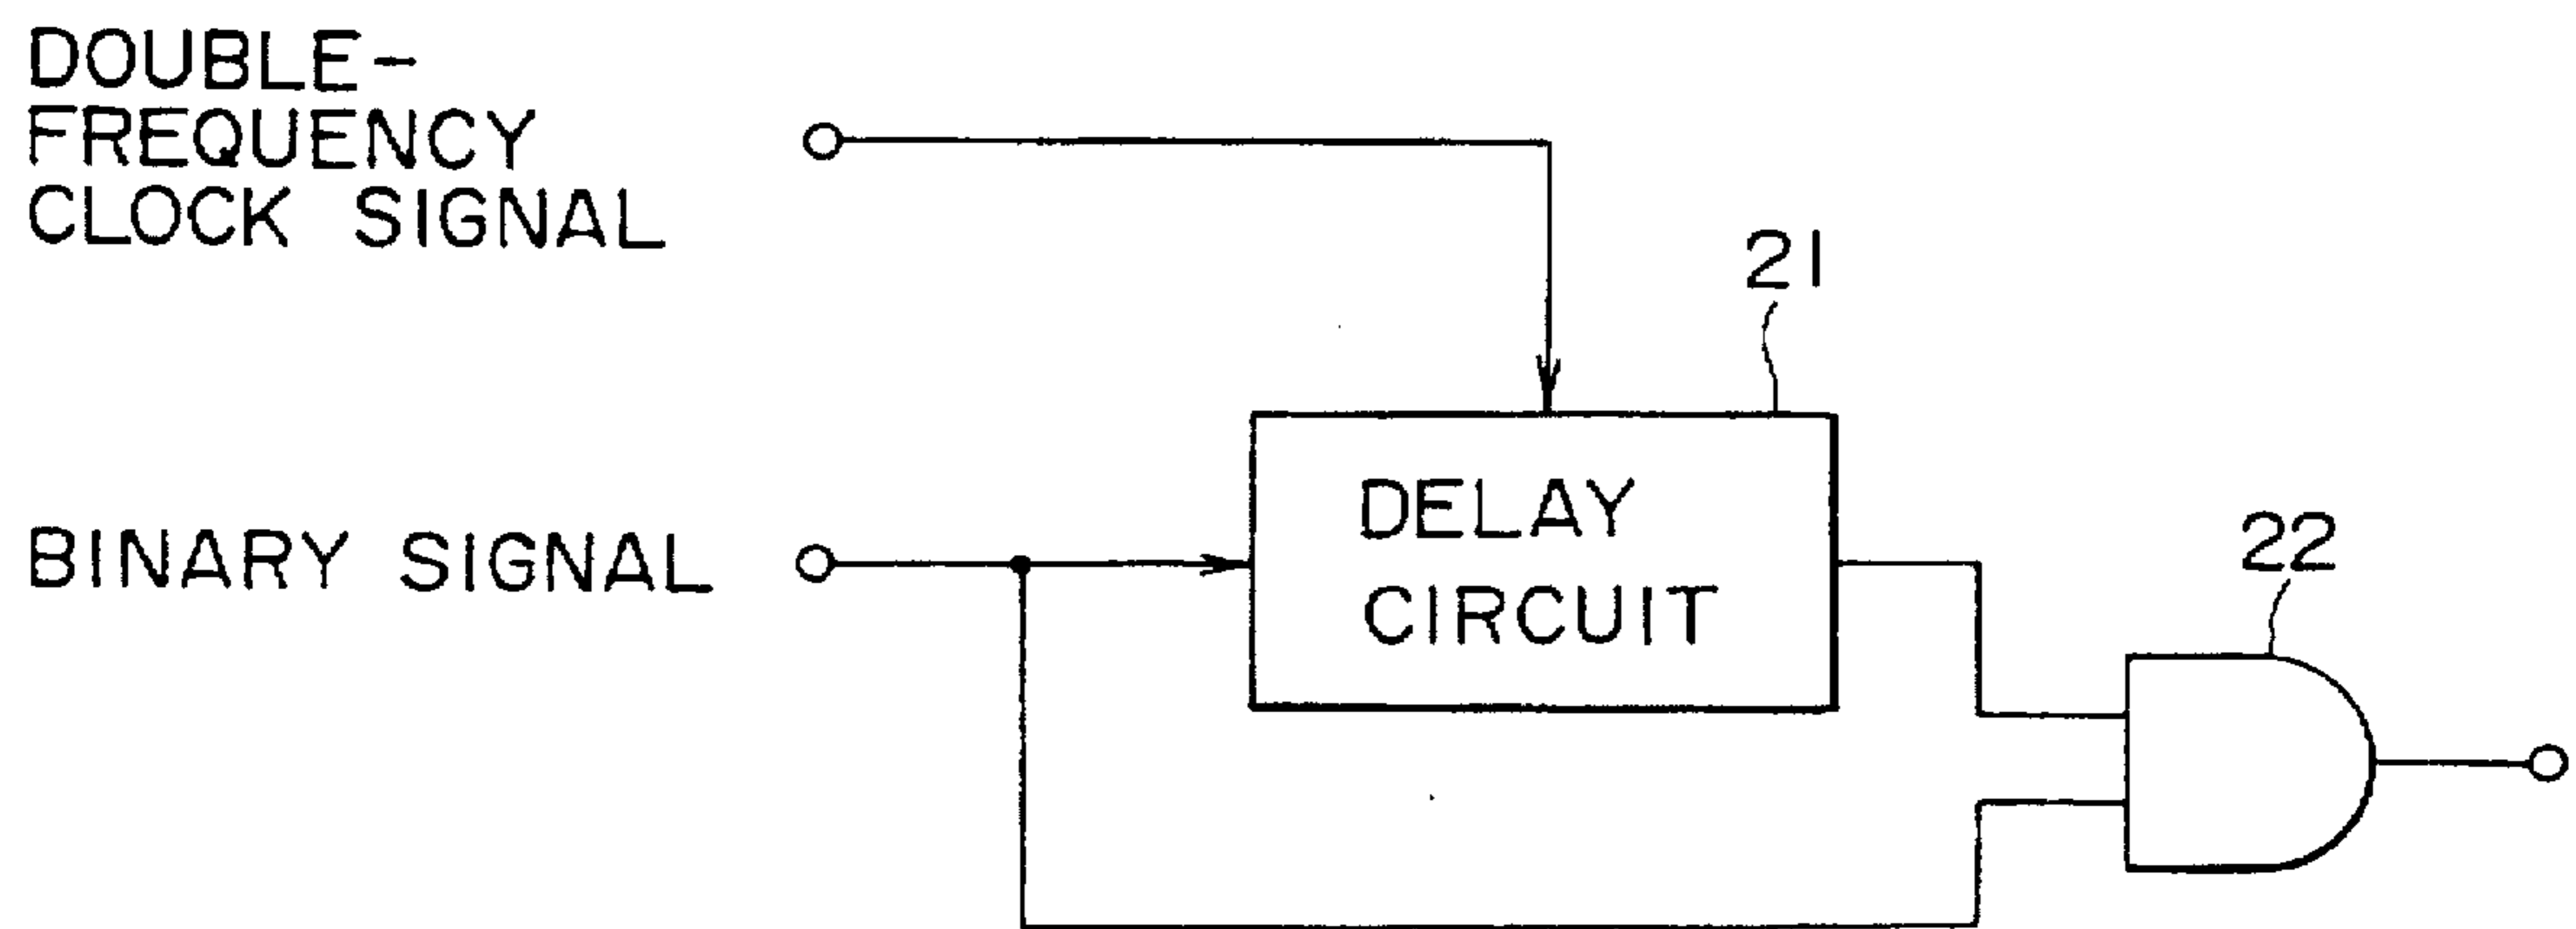 DOUBLE-
FREQUENCY
CLOCK SIGNAL
21
BINARY SIGNAL
DELAY
CIRCUIT
22